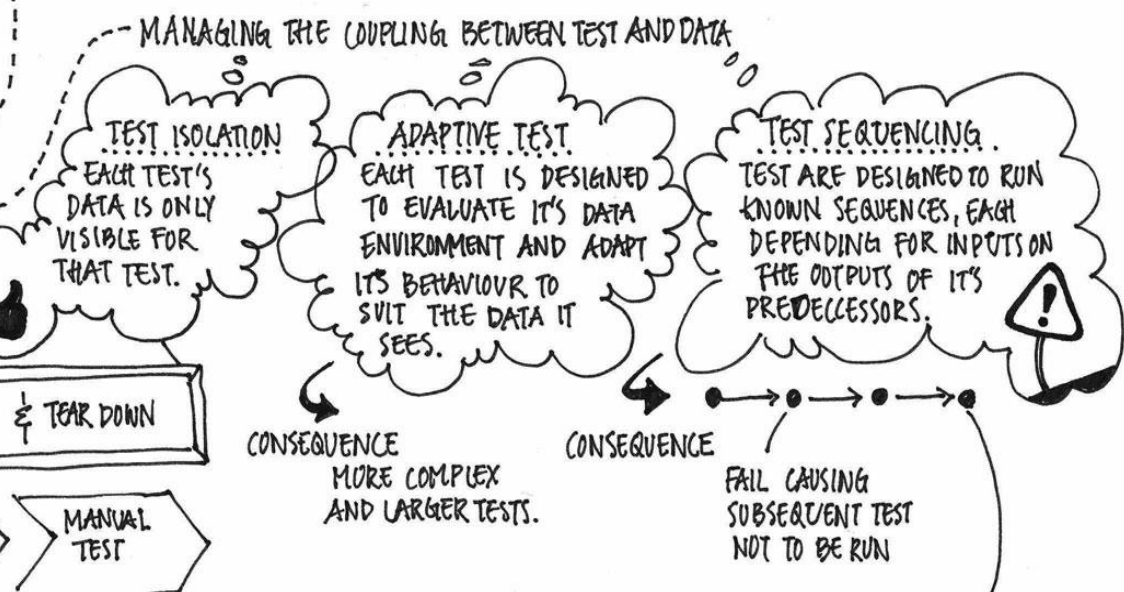 MANAGING THE COUPLING BETWEEN TEST AND DATA
TEST ISOLATION
EACH TEST'S
DATA IS ONLY
VISIBLE FOR
THAT TEST.
ADAPTIVE TEST
EACH TEST IS DESIGNED
TO EVALUATE IT'S DATA
ENVIRONMENT AND ADAPT
IT'S BEHAVIOUR TO
SUIT THE DATA IT
SEES.
TEST SEQUENCING.
TEST ARE DESIGNED TO RUN
KNOWN SEQUENCES, EACH
DEPENDING FOR INPUTS ON
THE OUTPUTS OF IT'S
PREDECCESSORS.
!
& TEAR DOWN
CONSEQUENCE
MORE COMPLEX
AND LARGER TESTS.
CONSEQUENCE
FAIL CAUSING
SUBSEQUENT TEST
NOT TO BE RUN
MANUAL
TEST